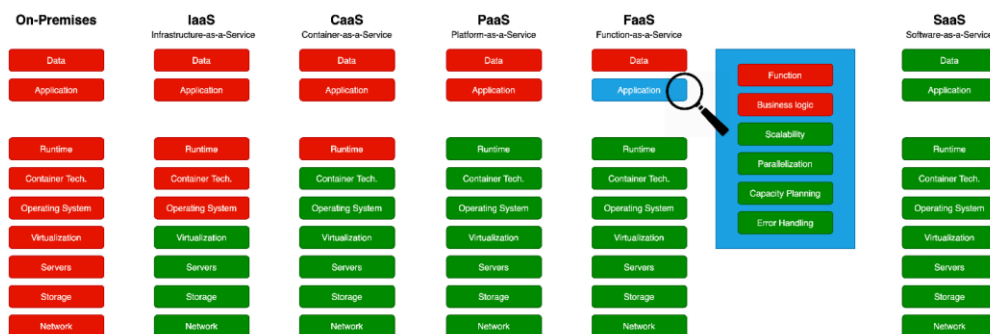 On-Premises
IaaS
Infrastructure-as-a-Service
CaaS
Container-as-a-Service
PaaS
Platform-as-a-Service
FaaS
Function-as-a-Service
SaaS
Software-as-a-Service
Data
Data
Data
Data
Data
Data
Application
Application
Application
Application
Application
Application
Function
Business logic
Scalability
Parallelization
Capacity Planning
Error Handling
Runtime
Runtime
Runtime
Runtime
Runtime
Runtime
Container Tech.
Container Tech.
Container Tech.
Container Tech.
Container Tech.
Container Tech.
Operating System
Operating System
Operating System
Operating System
Operating System
Operating System
Virtualization
Virtualization
Virtualization
Virtualization
Virtualization
Virtualization
Servers
Servers
Servers
Servers
Servers
Servers
Storage
Storage
Storage
Storage
Storage
Storage
Network
Network
Network
Network
Network
Network